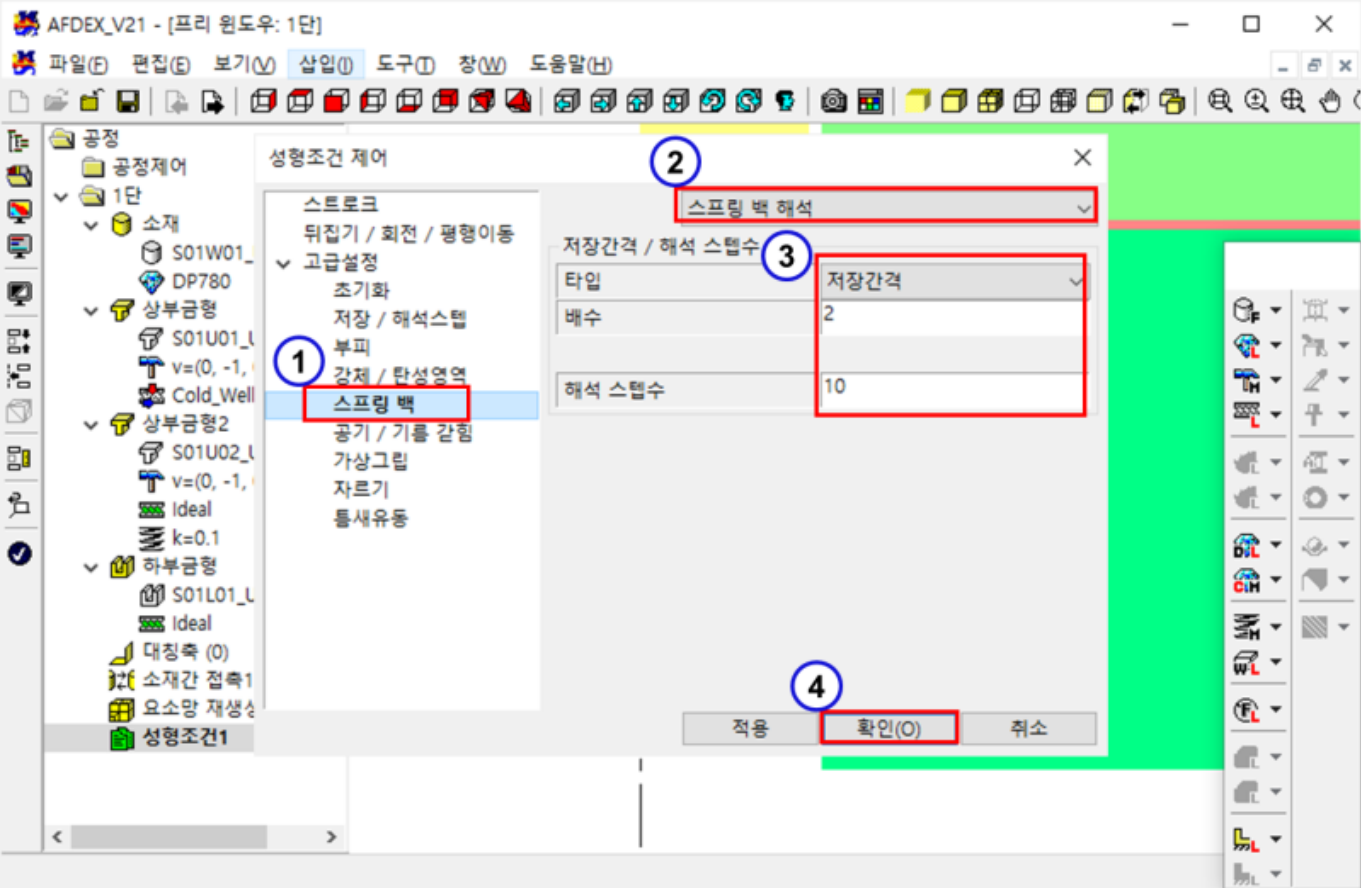 AFDEX_V21 - [프리 윈도우: 1단]
파일(F) 편집(E) 보기(V) 삽입(I) 도구(T) 창(W) 도움말(H)
공정
공정제어
1단
소재
S01W01_
DP780
상부금형
S01U01_U
v=(0, -1, 
Cold_Well
상부금형2
S01U02_U
v=(0, -1, 
Ideal
k=0.1
하부금형
S01L01_U
Ideal
대칭축 (0)
소재간 접촉1
요소망 재생성
성형조건1
성형조건 제어
스트로크
뒤집기 / 회전 / 평행이동
고급설정
초기화
저장 / 해석스텝
부피
1
강체 / 탄성영역
스프링 백
공기 / 기름 갇힘
가상그립
자르기
틈새유동
2
스프링 백 해석
저장간격 / 해석 스텝수
3
타입 저장간격
배수 2
해석 스텝수 10
4
적용 확인(O) 취소
F
L
M
L
L
L
DL
CM
M
WL
FL
L
L
L
L